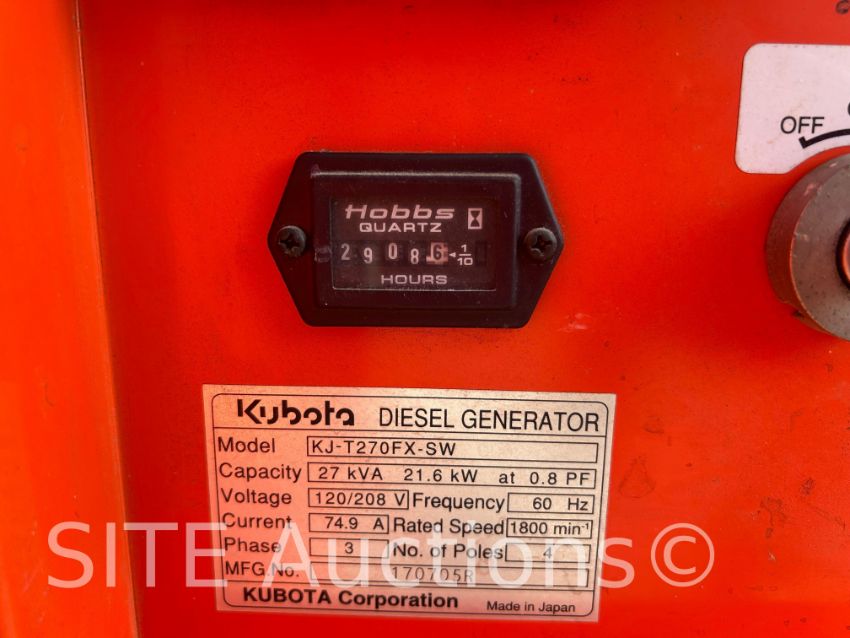 OFF
Hobbs
QUARTZ
2908 6 1/10
HOURS
Kubota DIESEL GENERATOR
Model KJ-T270FX-SW
Capacity 27 kVA 21.6 kW at 0.8 PF
Voltage 120/208 V Frequency 60 Hz
Current 74.9 A Rated Speed 1800 min⁻¹
Phase 3 No. of Poles 4
MFG.No. 170705R
KUBOTA Corporation Made in Japan
SITE Auctions©